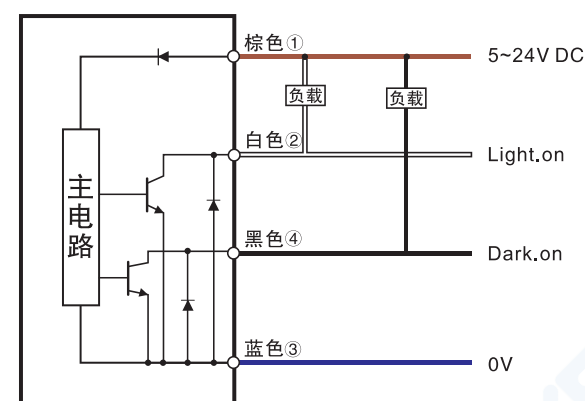 棕色① 5~24V DC
负载 负载
白色② Light.on
主电路
黑色④ Dark.on
蓝色③ 0V